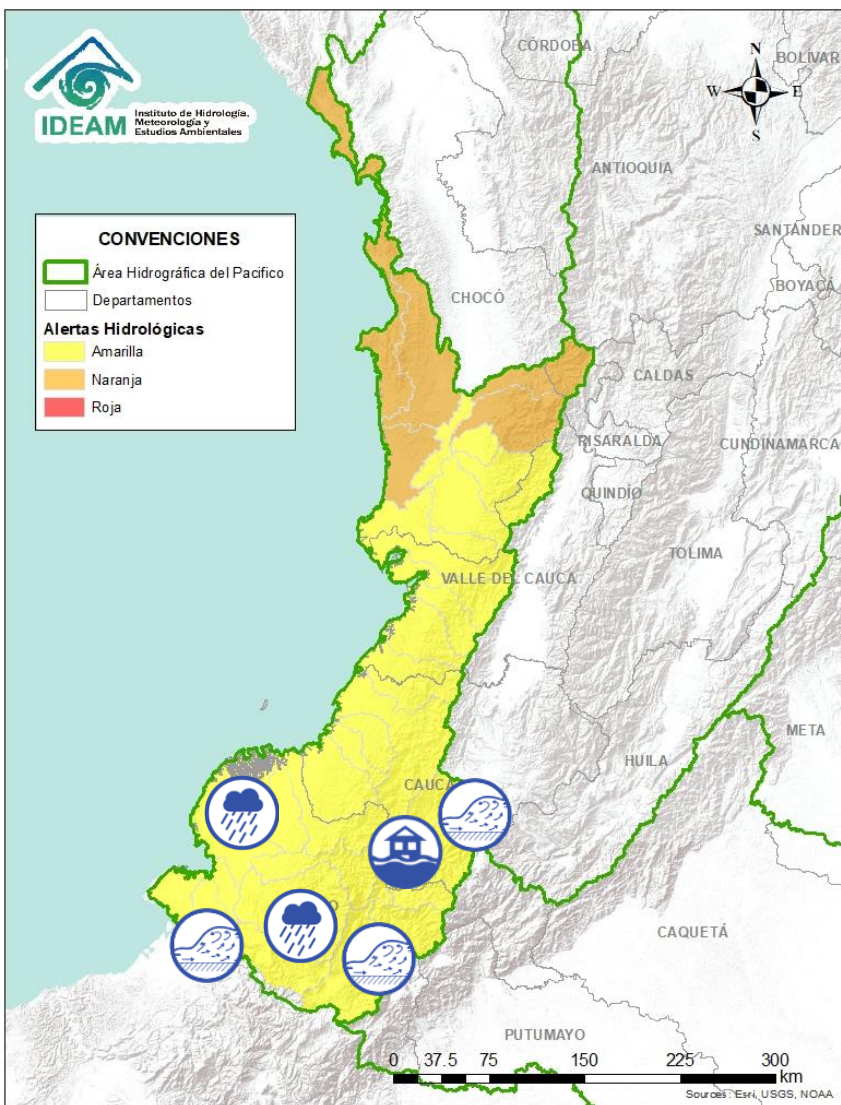 CÓRDOBA
BOLIVAR
N
W E
S
IDEAM
Instituto de Hidrología,
Meteorología y
Estudios Ambientales
ANTIOQUIA
SANTANDER
CONVENCIONES
Área Hidrográfica del Pacifico
Departamentos
Alertas Hidrológicas
Amarilla
Naranja
Roja
BOYACÁ
CHOCÓ
CALDAS
RISARALDA
CUNDINAMARCA
QUINDÍO
TOLIMA
VALLE DEL CAUCA
META
HUILA
CAUCA
CAQUETÁ
PUTUMAYO
0 37.5 75 150 225 300
km
Sources: Esri, USGS, NOAA